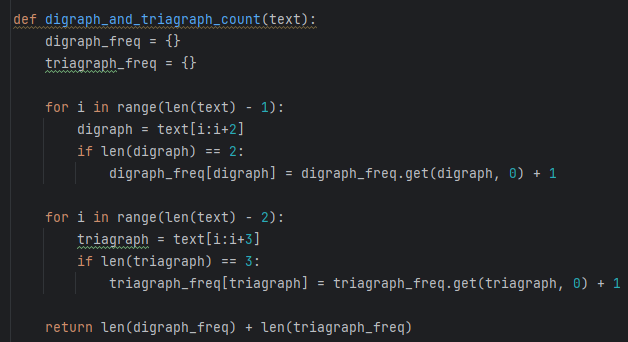 def digraph_and_triagraph_count(text):
    digraph_freq = {}
    triagraph_freq = {}

    for i in range(len(text) - 1):
        digraph = text[i:i+2]
        if len(digraph) == 2:
            digraph_freq[digraph] = digraph_freq.get(digraph, 0) + 1

    for i in range(len(text) - 2):
        triagraph = text[i:i+3]
        if len(triagraph) == 3:
            triagraph_freq[triagraph] = triagraph_freq.get(triagraph, 0) + 1

    return len(digraph_freq) + len(triagraph_freq)